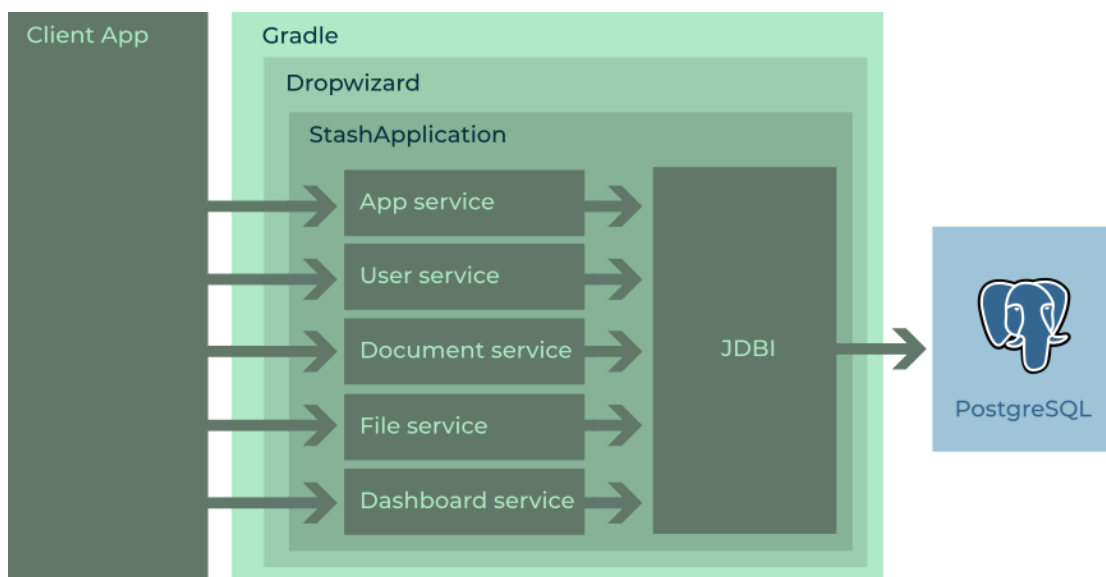 Client App
Gradle
Dropwizard
StashApplication
App service
User service
Document service
File service
Dashboard service
JDBI
PostgreSQL